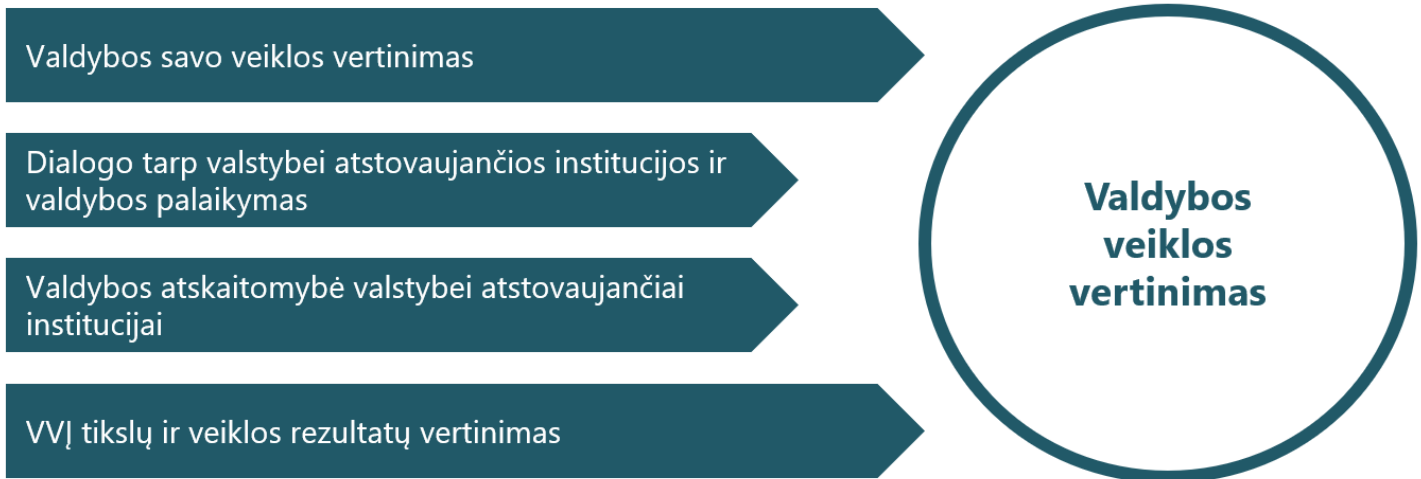 Valdybos savo veiklos vertinimas
Dialogo tarp valstybei atstovaujančios institucijos ir
valdybos palaikymas
Valdybos atskaitomybė valstybei atstovaujančiai
institucijai
VVĮ tikslų ir veiklos rezultatų vertinimas
Valdybos
veiklos
vertinimas